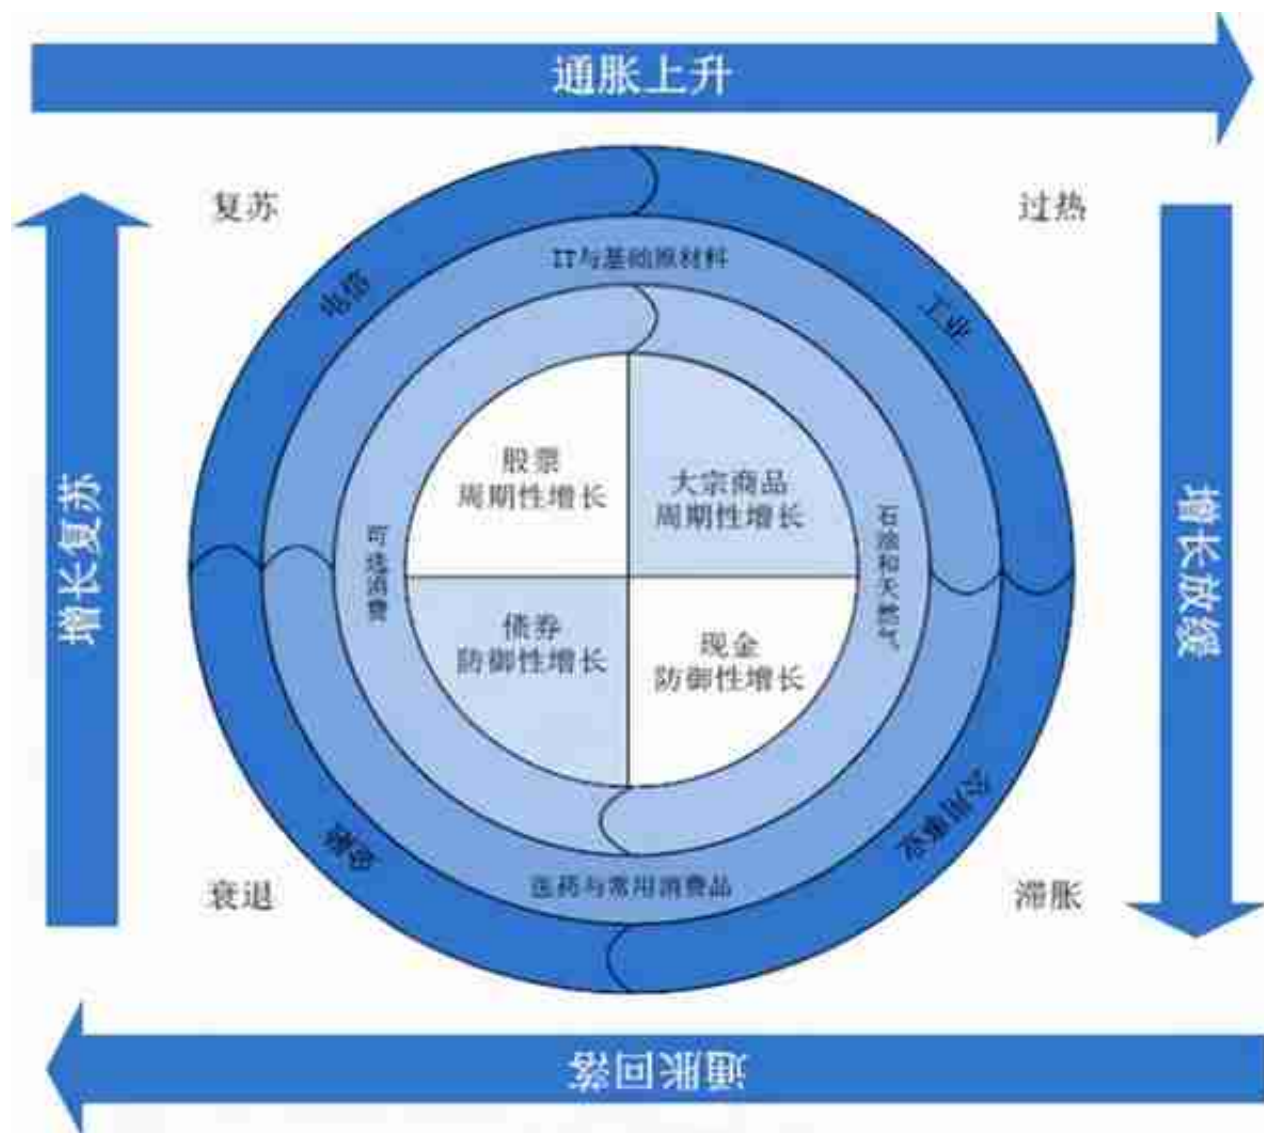 通胀上升
复苏
过热
电信
IT与基础原材料
工业
股票
周期性增长
大宗商品
周期性增长
增长复苏
可选消费
石油和天然气
增长放缓
债券
防御性增长
现金
防御性增长
金融
公用事业
医药与常用消费品
衰退
滞胀
通胀回落